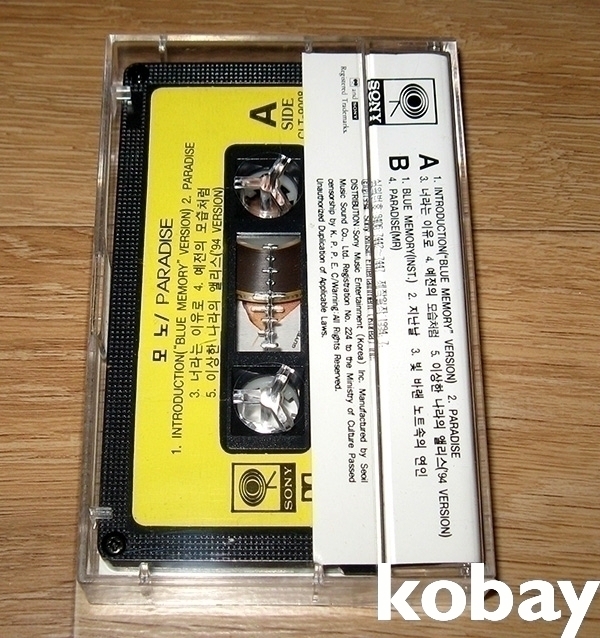 모 노/ PARADISE
1. INTRODUCTION("BLUE MEMORY" VERSION) 2. PARADISE
3. 너라는 이유로 4. 예전의 모습처럼
5. 이상한 나라의 앨리스('94 VERSION)
A
SIDE
CLT-9008
SONY
SONY
and SONY
Registered Trademarks.
A
1. INTRODUCTION("BLUE MEMORY" VERSION) 2. PARADISE
3. 너라는 이유로 4. 예전의 모습처럼 5. 이상한 나라의 앨리스('94 VERSION)
B
1. BLUE MEMORY(INST.) 2. 지난날 3. 빛 바랜 노트속의 연인
4. PARADISE(MR)
DISTRIBUTION:Sony Music Entertainment (Korea) Inc. Manufactured by Seoil
Music Sound Co., Ltd. Registration No. 224 to the Ministry of Culture Passed
censorship by K. P. P. E. C/Warning:All Rights Reserved.
Unauthorized Duplication of Applicable Laws.
kobay